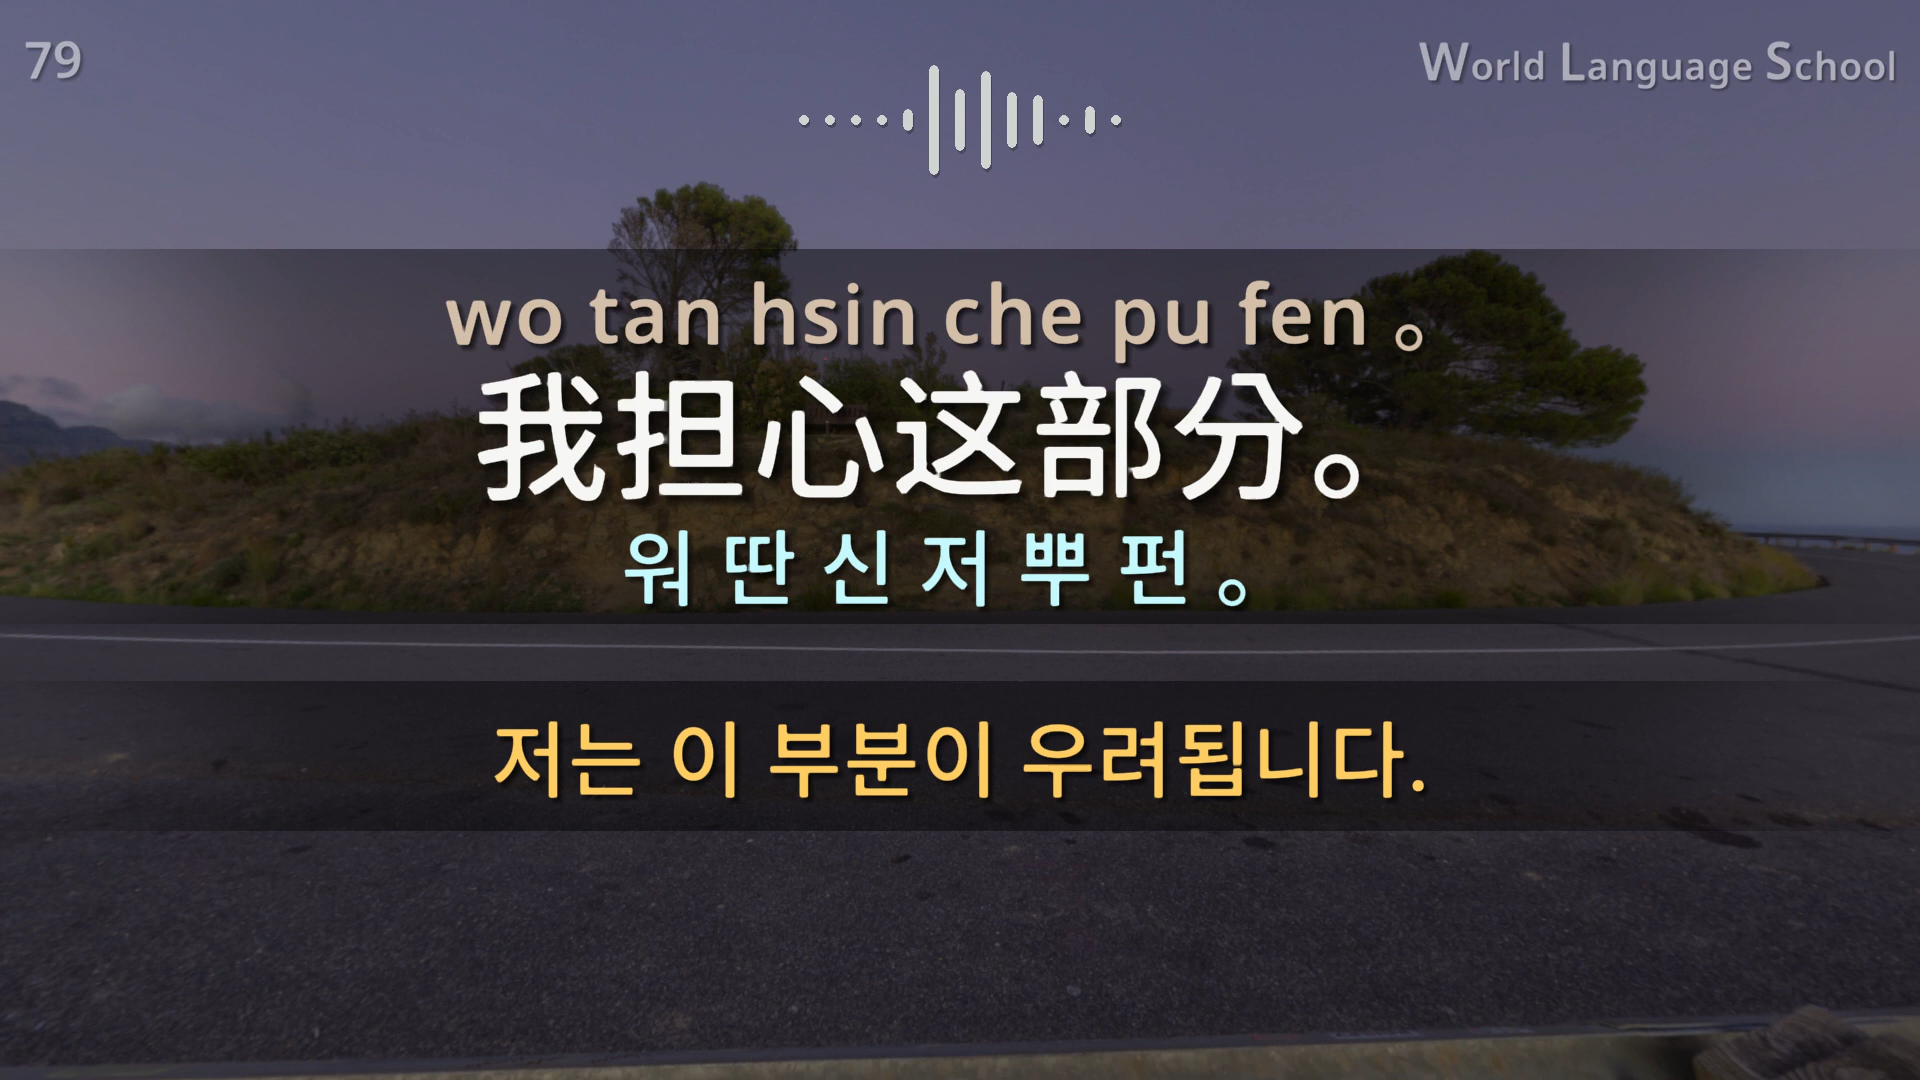 79
World Language School
wo tan hsin che pu fen 。
我担心这部分。
워 딴 신 저 뿌 펀 。
저는 이 부분이 우려됩니다.